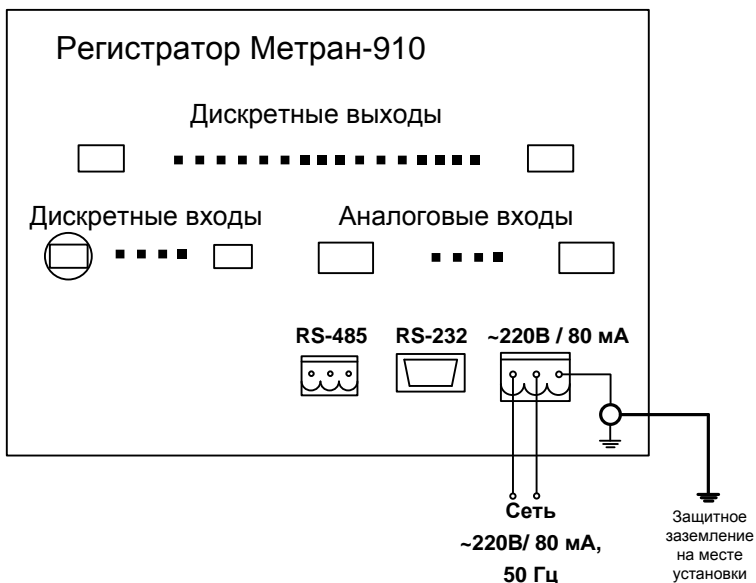 Регистратор Метран-910
Дискретные выходы
Дискретные входы
Аналоговые входы
RS-485
RS-232
~220В / 80 мА
Сеть
~220В/ 80 мА,
50 Гц
Защитное
заземление
на месте
установки